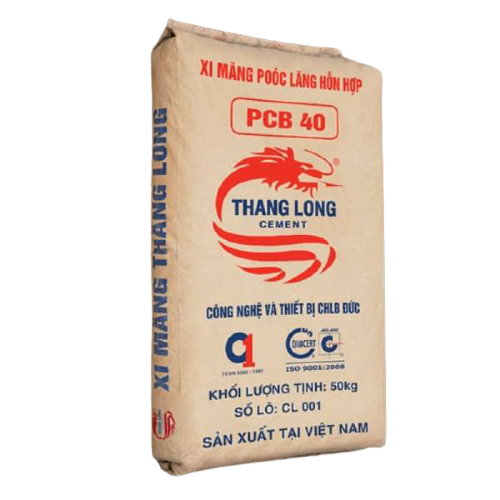 XI MĂNG POÓC LĂNG HỖN HỢP
PCB 40
®
THANG LONG
CEMENT
CÔNG NGHỆ VÀ THIẾT BỊ CHLB ĐỨC
QUACERT
ISO 9001:2008
KHỐI LƯỢNG TỊNH: 50kg
SỐ LÔ: CL 001
SẢN XUẤT TẠI VIỆT NAM
XI MĂNG THANG LONG